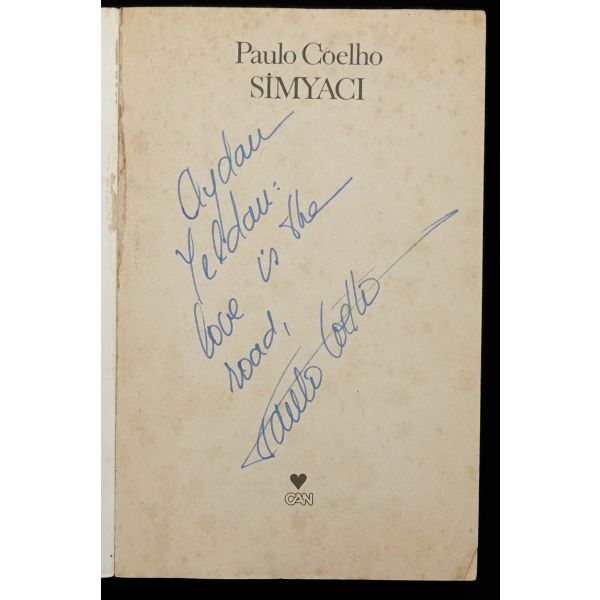 Paulo Coelho
SİMYACI
Aydan
Yeldan:
love is the
road,
Paulo Coelho
CAN